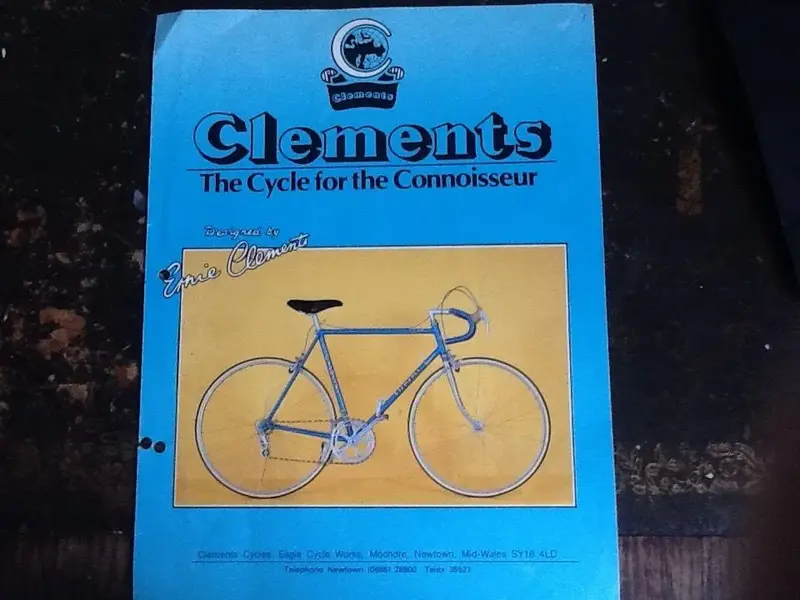 Clements
Clements
The Cycle for the Connoisseur
Designed by
Ernie Clements
Clements Cycles, Eagle Cycle Works, Mochdre, Newtown, Mid-Wales SY16 4LD
Telephone Newtown (0686) 28800 Telex